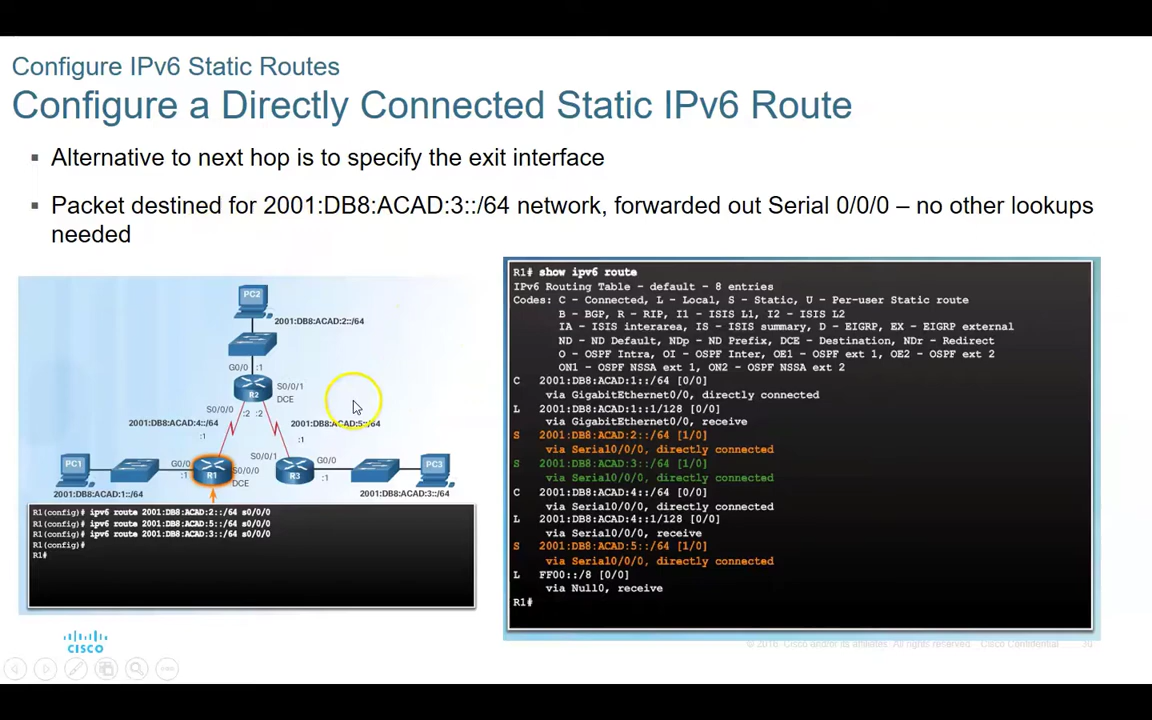 Configure IPv6 Static Routes
Configure a Directly Connected Static IPv6 Route
▪ Alternative to next hop is to specify the exit interface
▪ Packet destined for 2001:DB8:ACAD:3::/64 network, forwarded out Serial 0/0/0 – no other lookups
needed
PC2
2001:DB8:ACAD:2::/64
G0/0 :1
R2
S0/0/1
DCE
S0/0/0
:2 :2
2001:DB8:ACAD:4::/64
2001:DB8:ACAD:5::/64
:1
:1
PC1
G0/0
:1
R1
S0/0/0
DCE
S0/0/1
R3
G0/0
:1
PC3
2001:DB8:ACAD:1::/64
2001:DB8:ACAD:3::/64
R1(config)# ipv6 route 2001:DB8:ACAD:2::/64 s0/0/0
R1(config)# ipv6 route 2001:DB8:ACAD:5::/64 s0/0/0
R1(config)# ipv6 route 2001:DB8:ACAD:3::/64 s0/0/0
R1(config)#
R1#
R1# show ipv6 route
IPv6 Routing Table - default - 8 entries
Codes: C - Connected, L - Local, S - Static, U - Per-user Static route
B - BGP, R - RIP, I1 - ISIS L1, I2 - ISIS L2
IA - ISIS interarea, IS - ISIS summary, D - EIGRP, EX - EIGRP external
ND - ND Default, NDp - ND Prefix, DCE - Destination, NDr - Redirect
O - OSPF Intra, OI - OSPF Inter, OE1 - OSPF ext 1, OE2 - OSPF ext 2
ON1 - OSPF NSSA ext 1, ON2 - OSPF NSSA ext 2
C 2001:DB8:ACAD:1::/64 [0/0]
via GigabitEthernet0/0, directly connected
L 2001:DB8:ACAD:1::1/128 [0/0]
via GigabitEthernet0/0, receive
S 2001:DB8:ACAD:2::/64 [1/0]
via Serial0/0/0, directly connected
S 2001:DB8:ACAD:3::/64 [1/0]
via Serial0/0/0, directly connected
C 2001:DB8:ACAD:4::/64 [0/0]
via Serial0/0/0, directly connected
L 2001:DB8:ACAD:4::1/128 [0/0]
via Serial0/0/0, receive
S 2001:DB8:ACAD:5::/64 [1/0]
via Serial0/0/0, directly connected
L FF00::/8 [0/0]
via Null0, receive
R1#
CISCO
© 2016 Cisco and/or its affiliates. All rights reserved. Cisco Confidential